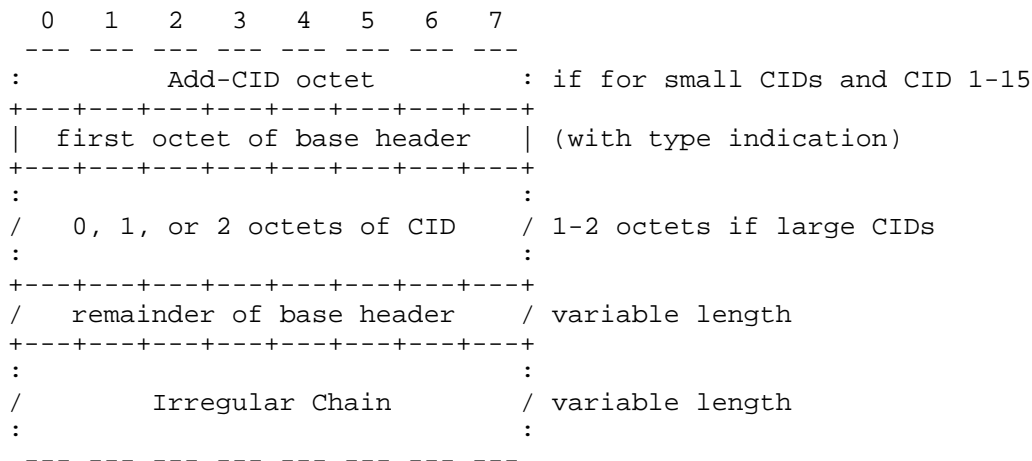 0   1   2   3   4   5   6   7
 --- --- --- --- --- --- --- ---
:         Add-CID octet         : if for small CIDs and CID 1-15
+---+---+---+---+---+---+---+---+
|  first octet of base header   | (with type indication)
+---+---+---+---+---+---+---+---+
:                               :
/   0, 1, or 2 octets of CID    / 1-2 octets if large CIDs
:                               :
+---+---+---+---+---+---+---+---+
/   remainder of base header    / variable length
+---+---+---+---+---+---+---+---+
:                               :
/        Irregular Chain        / variable length
:                               :
 --- --- --- --- --- --- --- ---